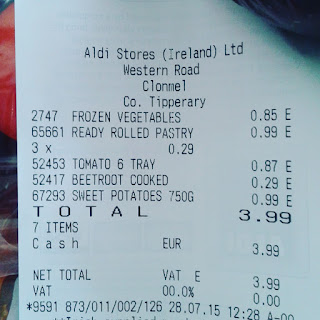 Aldi Stores (Ireland) Ltd
Western Road
Clonmel
Co. Tipperary
2747 FROZEN VEGETABLES 0.85 E
65661 READY ROLLED PASTRY 0.99 E
3 x 0.29
52453 TOMATO 6 TRAY 0.87 E
52417 BEETROOT COOKED 0.29 E
67293 SWEET POTATOES 750G 0.99 E
TOTAL 3.99
7 ITEMS
Cash EUR 3.99
NET TOTAL VAT E 3.99
VAT 00.0% 0.00
*9591 873/011/002/126 28.07.15 12:28 A-00